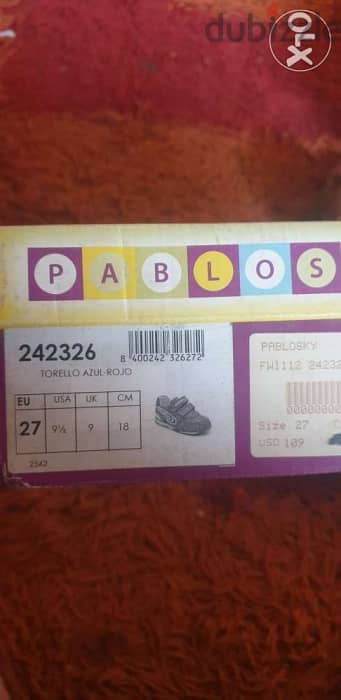 dubizzle
OLX
PABLOS
242326
8 400242 326272
TORELLO AZUL-ROJO
EU USA UK CM
27 9½ 9 18
2542
PABLOSKY
FW1112 24232
Size 27
USD 109